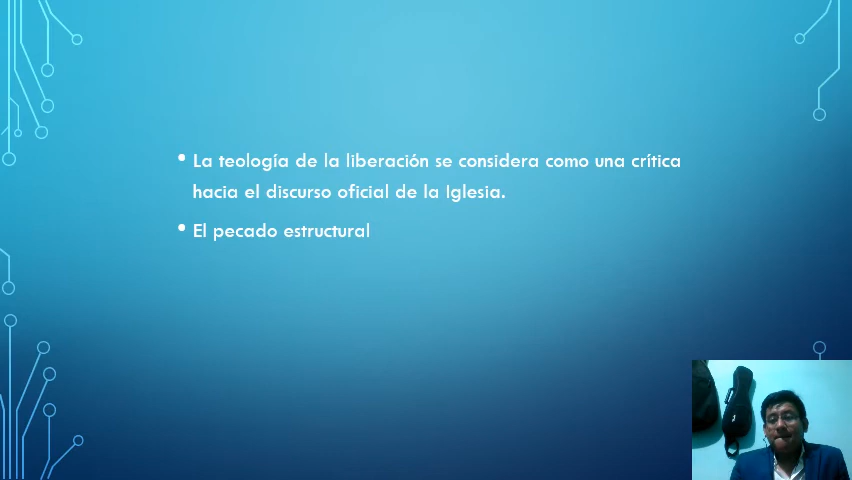 • La teología de la liberación se considera como una crítica
hacia el discurso oficial de la Iglesia.
• El pecado estructural